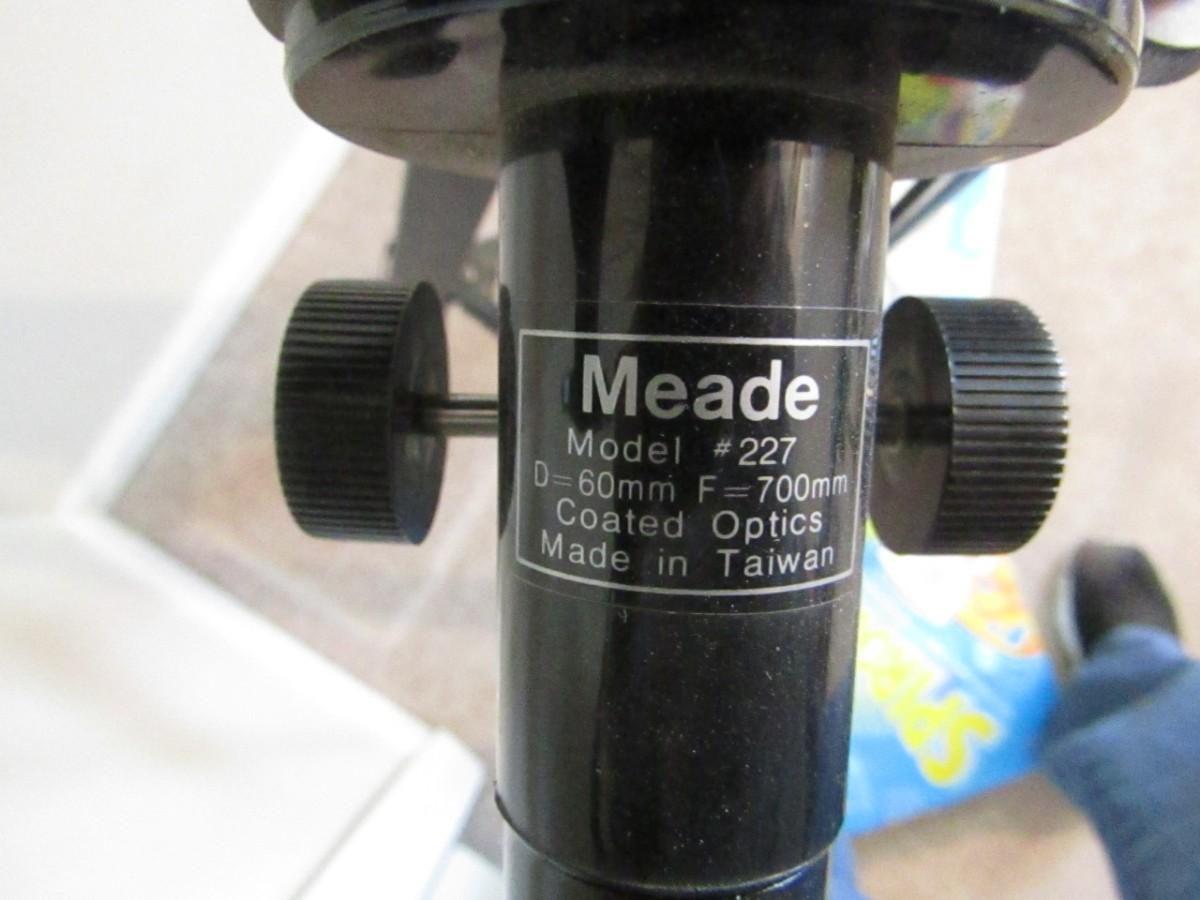 Meade
Model #227
D=60mm F=700mm
Coated Optics
Made in Taiwan